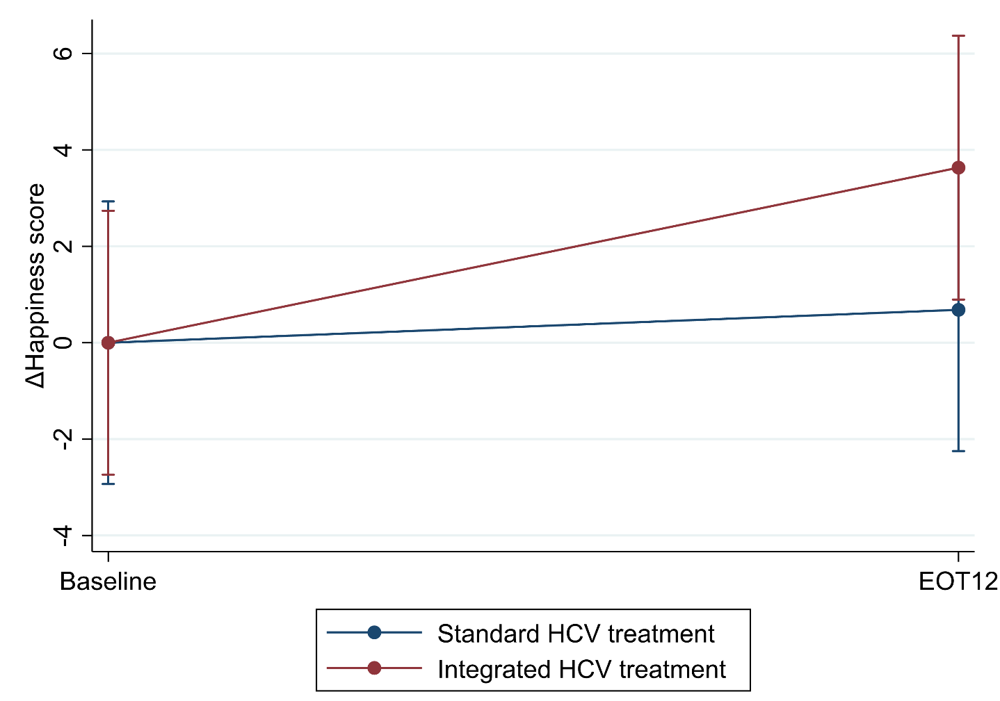 ΔHappiness score
6
4
2
0
-2
-4
Baseline
EOT12
Standard HCV treatment
Integrated HCV treatment